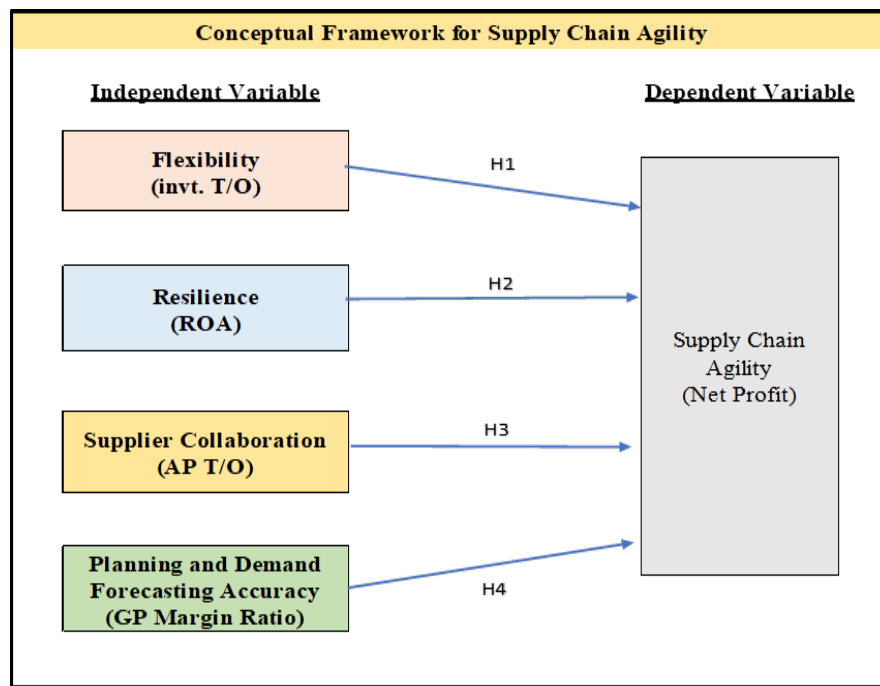 Conceptual Framework for Supply Chain Agility
Independent Variable
Dependent Variable
Flexibility
(invt. T/O)
H1
Resilience
(ROA)
H2
Supplier Collaboration
(AP T/O)
H3
Planning and Demand
Forecasting Accuracy
(GP Margin Ratio)
H4
Supply Chain
Agility
(Net Profit)